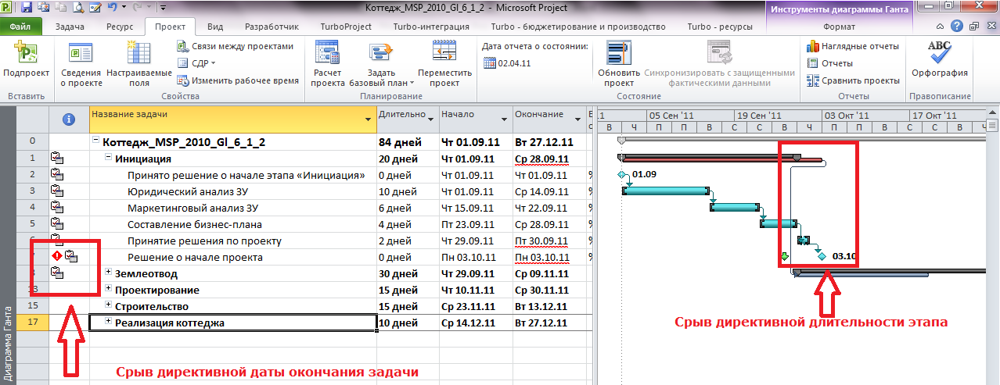 Коттедж_MSP_2010_Gl_6_1_2 - Microsoft Project
Инструменты диаграммы Ганта
Файл Задача Ресурс Проект Вид Разработчик TurboProject Turbo-интеграция Turbo - бюджетирование и производство Turbo - ресурсы Формат
Подпроект
Сведения о проекте
Настраиваемые поля
Связи между проектами
СДР
Изменить рабочее время
Расчет проекта
Задать базовый план
Переместить проект
Дата отчета о состоянии:
02.04.11
Обновить проект
Синхронизировать с защищенными фактическими данными
Наглядные отчеты
Отчеты
Сравнить проекты
ABC
Орфография
Вставить Свойства Планирование Состояние Отчеты Правописание
Название задачи Длительно Начало Окончание
.1 05 Сен '11 19 Сен '11 03 Окт '11 17 Окт '11
В Ч П П В С Ч П В С Ч
0 Коттедж_MSP_2010_Gl_6_1_2 84 дней Чт 01.09.11 Вт 27.12.11
1 Инициация 20 дней Чт 01.09.11 Ср 28.09.11
2 Принято решение о начале этапа «Инициация» 0 дней Чт 01.09.11 Чт 01.09.11 %
3 Юридический анализ ЗУ 10 дней Чт 01.09.11 Ср 14.09.11 %
4 Маркетинговый анализ ЗУ 6 дней Чт 15.09.11 Чт 22.09.11 %
5 Составление бизнес-плана 4 дней Пт 23.09.11 Ср 28.09.11 %
6 Принятие решения по проекту 2 дней Чт 29.09.11 Пт 30.09.11 %
Решение о начале проекта 0 дней Пн 03.10.11 Пн 03.10.11 %
8 Землеотвод 30 дней Чт 29.09.11 Ср 09.11.11
13 Проектирование 15 дней Чт 10.11.11 Ср 30.11.11
15 Строительство 15 дней Ср 23.11.11 Вт 13.12.11
17 Реализация коттеджа 10 дней Ср 14.12.11 Вт 27.12.11
01.09
03.10
Срыв директивной длительности этапа
Срыв директивной даты окончания задачи
Диаграмма Ганта